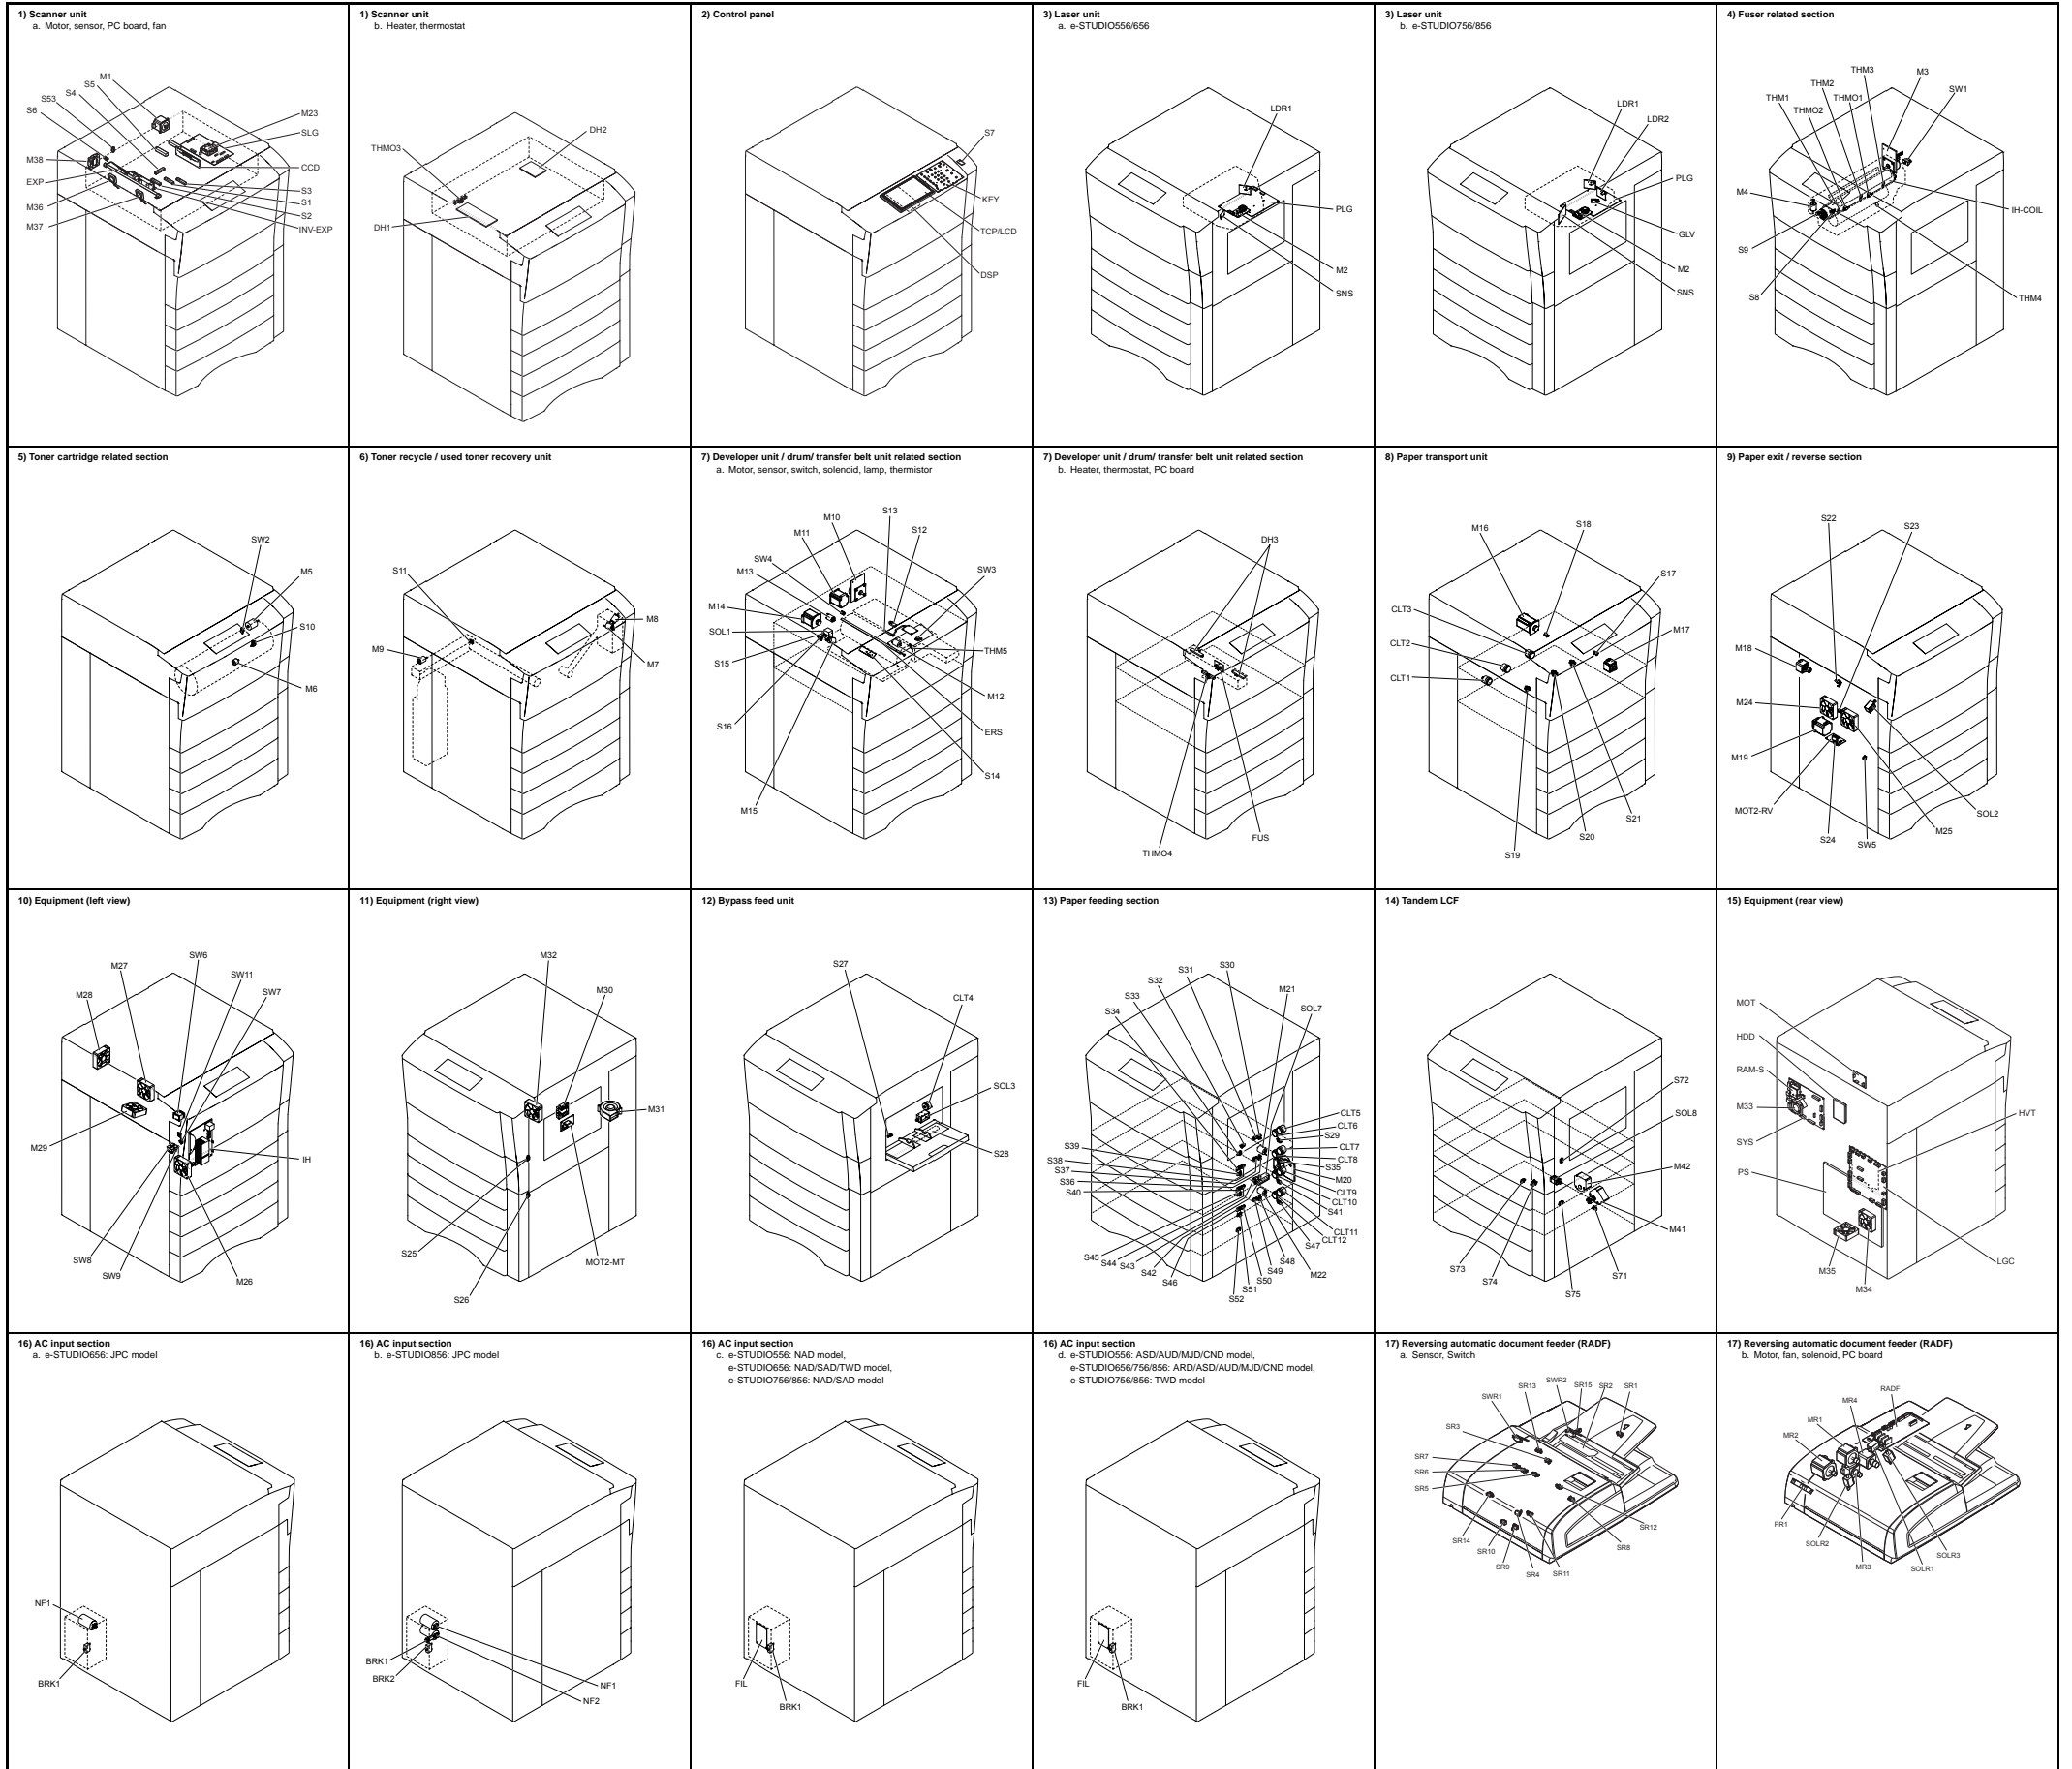 1) Scanner unit
a. Motor, sensor, PC board, fan
M1
S5
S4
S53
S6
M23
SLG
M38
CCD
EXP
S3
S1
M36
S2
M37
INV-EXP
1) Scanner unit
b. Heater, thermostat
DH2
THMO3
DH1
2) Control panel
S7
KEY
TCP/LCD
DSP
3) Laser unit
a. e-STUDIO556/656
LDR1
PLG
M2
SNS
3) Laser unit
b. e-STUDIO756/856
LDR1
LDR2
PLG
GLV
M2
SNS
4) Fuser related section
THM3
M3
THM2
SW1
THM1
THMO1
THMO2
M4
IH-COIL
S9
S8
THM4
5) Toner cartridge related section
SW2
M5
S10
M6
6) Toner recycle / used toner recovery unit
S11
M8
M9
M7
7) Developer unit / drum/ transfer belt unit related section
a. Motor, sensor, switch, solenoid, lamp, thermistor
S13
M10
S12
M11
SW4
SW3
M13
M14
SOL1
THM5
S15
M12
S16
ERS
S14
M15
7) Developer unit / drum/ transfer belt unit related section
b. Heater, thermostat, PC board
DH3
FUS
THMO4
8) Paper transport unit
M16
S18
S17
CLT3
M17
CLT2
CLT1
S21
S20
S19
9) Paper exit / reverse section
S22
S23
M18
M24
M19
MOT2-RV
SOL2
M25
S24
SW5
10) Equipment (left view)
SW6
M27
SW11
SW7
M28
M29
IH
SW8
SW9
M26
11) Equipment (right view)
M32
M30
M31
S25
MOT2-MT
S26
12) Bypass feed unit
S27
CLT4
SOL3
S28
13) Paper feeding section
S30
S31
S32
M21
S33
SOL7
S34
CLT5
CLT6
S29
S39
CLT7
S38
CLT8
S37
S35
S36
M20
S40
CLT9
CLT10
S41
CLT11
CLT12
S47
S45
S48
S44
S43
S49
M22
S42
S50
S46
S51
S52
14) Tandem LCF
S72
SOL8
M42
M41
S73
S74
S71
S75
15) Equipment (rear view)
MOT
HDD
RAM-S
M33
HVT
SYS
PS
LGC
M35
M34
16) AC input section
a. e-STUDIO656: JPC model
NF1
BRK1
16) AC input section
b. e-STUDIO856: JPC model
BRK1
BRK2
NF1
NF2
16) AC input section
c. e-STUDIO556: NAD model,
e-STUDIO656: NAD/SAD/TWD model,
e-STUDIO756/856: NAD/SAD model
FIL
BRK1
16) AC input section
d. e-STUDIO556: ASD/AUD/MJD/CND model,
e-STUDIO656/756/856: ARD/ASD/AUD/MJD/CND model,
e-STUDIO756/856: TWD model
FIL
BRK1
17) Reversing automatic document feeder (RADF)
a. Sensor, Switch
SWR2
SR15
SR2
SR1
SR13
SWR1
SR3
SR7
SR6
SR5
SR12
SR14
SR10
SR8
SR9
SR4
SR11
17) Reversing automatic document feeder (RADF)
b. Motor, fan, solenoid, PC board
RADF
MR4
MR1
MR2
FR1
SOLR2
SOLR3
MR3
SOLR1